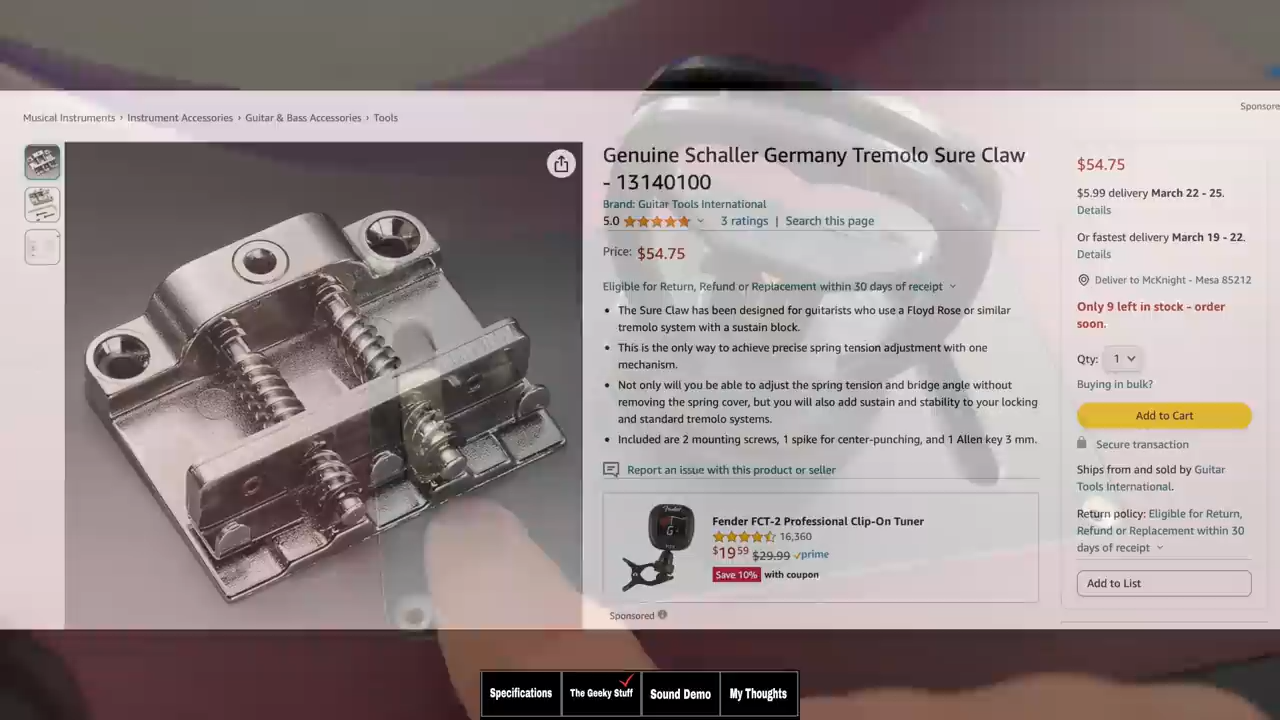 Sponsore
Musical Instruments › Instrument Accessories › Guitar & Bass Accessories › Tools
Genuine Schaller Germany Tremolo Sure Claw
- 13140100
Brand: Guitar Tools International
5.0
3 ratings | Search this page
Price: $54.75
Eligible for Return, Refund or Replacement within 30 days of receipt
• The Sure Claw has been designed for guitarists who use a Floyd Rose or similar
tremolo system with a sustain block.
• This is the only way to achieve precise spring tension adjustment with one
mechanism.
• Not only will you be able to adjust the spring tension and bridge angle without
removing the spring cover, but you will also add sustain and stability to your locking
and standard tremolo systems.
• Included are 2 mounting screws, 1 spike for center-punching, and 1 Allen key 3 mm.
Report an issue with this product or seller
Fender FCT-2 Professional Clip-On Tuner
16,360
$19 59 $29.99 prime
Save 10% with coupon
Sponsored
$54.75
$5.99 delivery March 22 - 25.
Details
Or fastest delivery March 19 - 22.
Details
Deliver to McKnight - Mesa 85212
Only 9 left in stock - order
soon.
Qty: 1
Buying in bulk?
Add to Cart
Secure transaction
Ships from and sold by Guitar
Tools International.
Return policy: Eligible for Return,
Refund or Replacement within 30
days of receipt
Add to List
Specifications
The Geeky Stuff
Sound Demo
My Thoughts